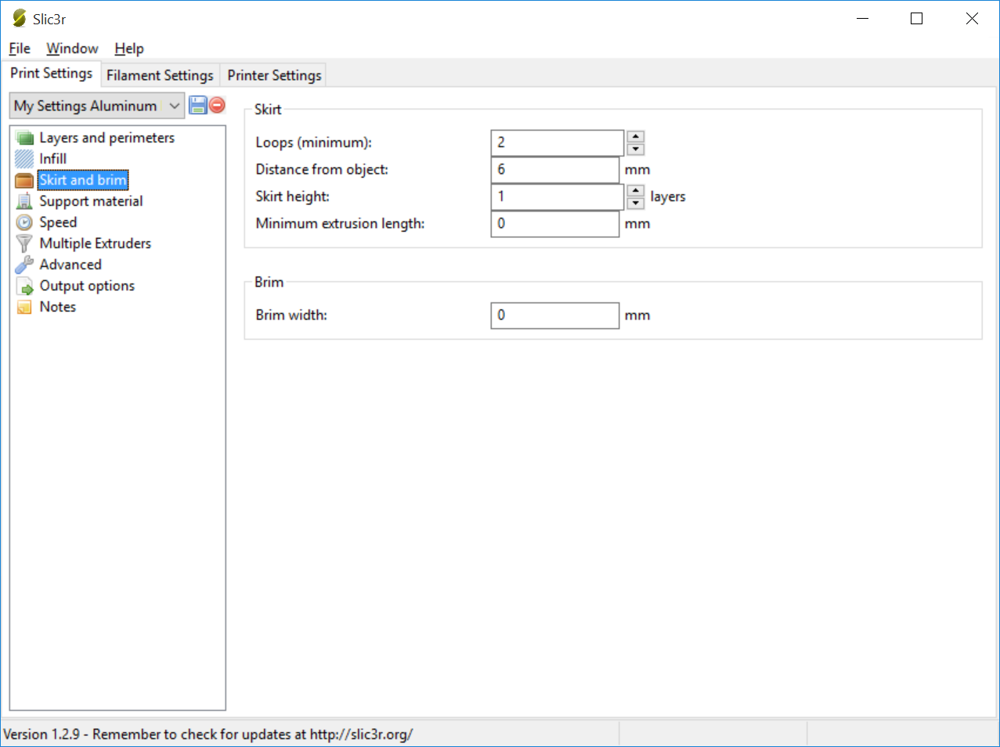 Slic3r
File Window Help
Print Settings Filament Settings Printer Settings
My Settings Aluminum
Layers and perimeters
Infill
Skirt and brim
Support material
Speed
Multiple Extruders
Advanced
Output options
Notes
Skirt
Loops (minimum): 2
Distance from object: 6 mm
Skirt height: 1 layers
Minimum extrusion length: 0 mm
Brim
Brim width: 0 mm
Version 1.2.9 - Remember to check for updates at http://slic3r.org/